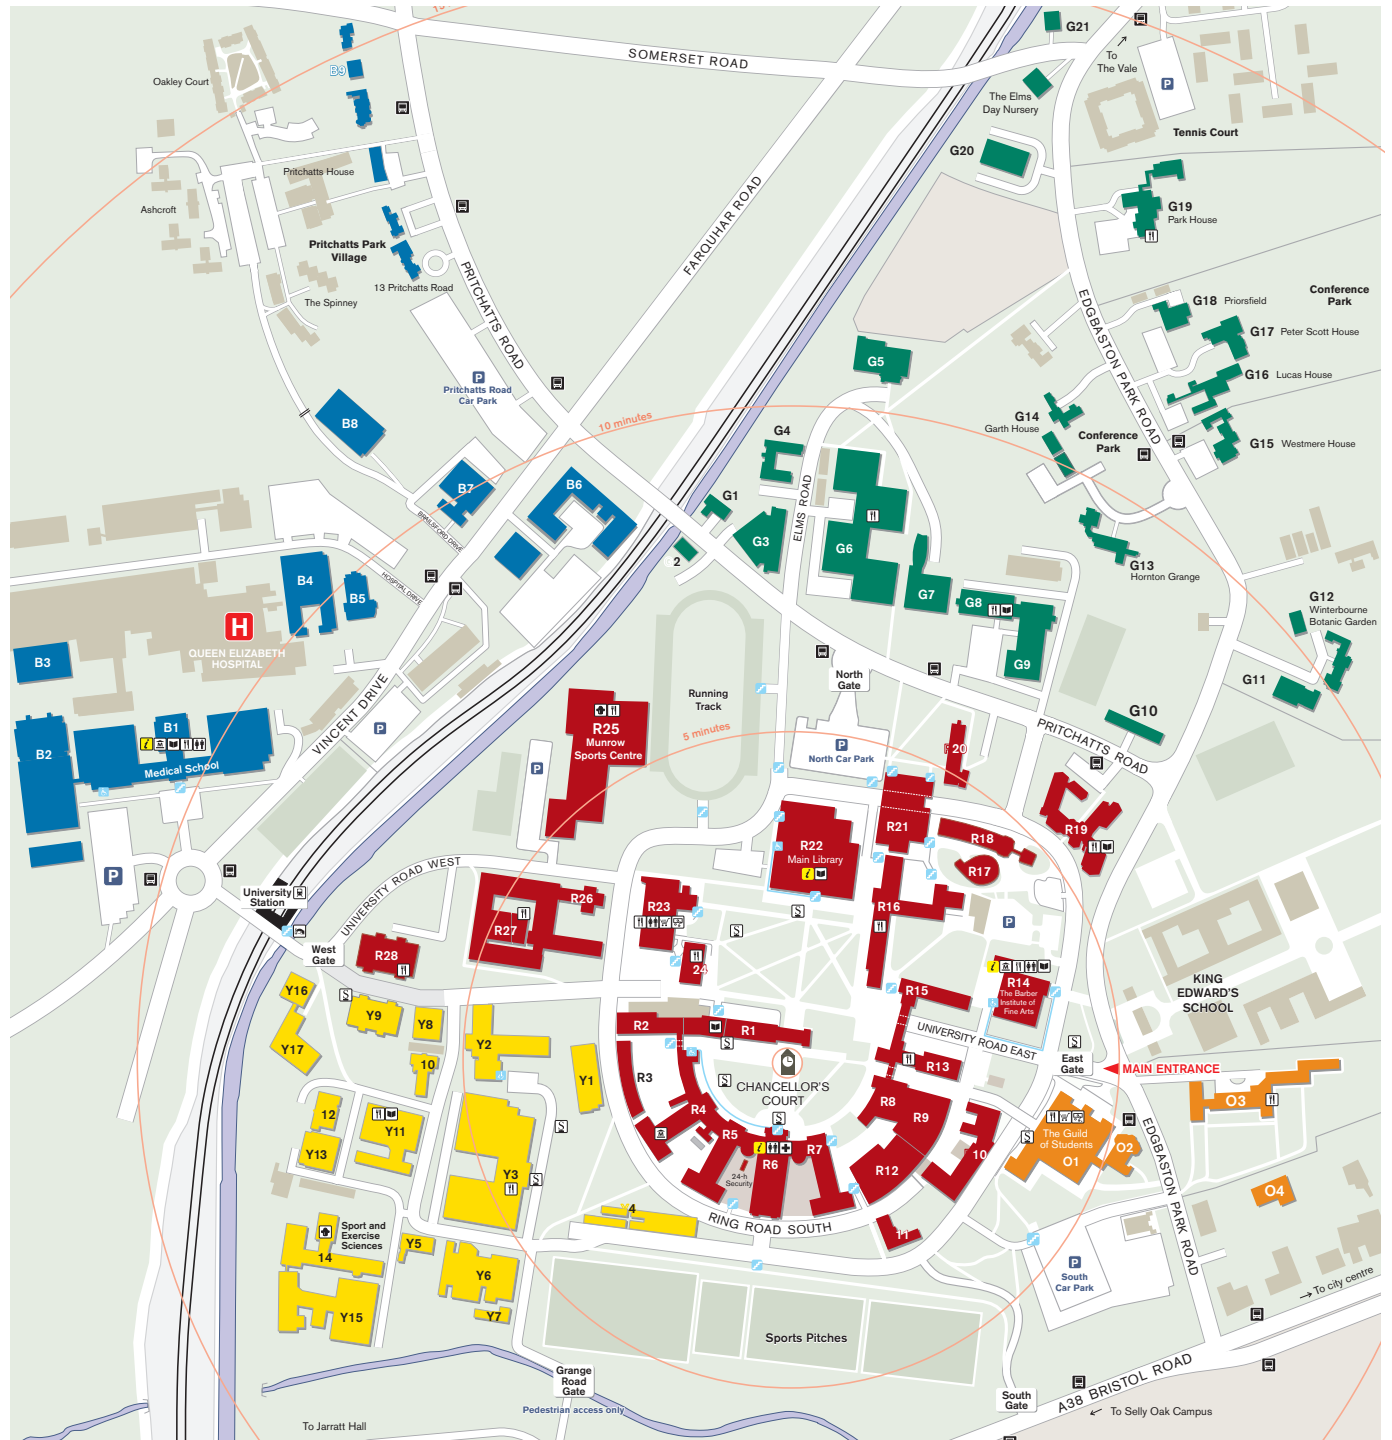 15
G21
SOMERSET ROAD
To
The Vale
B9
Oakley Court
P
The Elms
Day Nursery
Tennis Court
G20
Pritchatts House
Ashcroft
G19
Park House
FARQUHAR ROAD
Pritchatts Park
Village
13 Pritchatts Road
The Spinney
PRITCHATTS ROAD
EDGBASTON PARK ROAD
Conference
Park
G18 Priorsfield
G17 Peter Scott House
G5
G16 Lucas House
P
Pritchatts Road
Car Park
10 minutes
G14
Garth House
Conference
Park
G15 Westmere House
B8
G4
B7
B6
G1
ELMS ROAD
BRAILSFORD DRIVE
G3
G6
2
G13
Hornton Grange
B4
B5
HOSPITAL DRIVE
G7
G8
G12
Winterbourne
Botanic Garden
H
QUEEN ELIZABETH
HOSPITAL
B3
G9
North
Gate
G11
Running
Track
VINCENT DRIVE
P
B1
B2
Medical School
R25
Munrow
Sports Centre
5 minutes
G10
PRITCHATTS ROAD
P
North Car Park
20
P
R21
R18
R19
R22
Main Library
R17
P
UNIVERSITY ROAD WEST
University
Station
R26
R23
R16
R27
P
West
Gate
R28
24
R14
The Barber
Institute of
Fine Arts
KING
EDWARD'S
SCHOOL
R15
Y16
Y9
Y8
R2
R1
UNIVERSITY ROAD EAST
Y17
Y2
East
Gate
MAIN ENTRANCE
10
R13
CHANCELLOR'S
COURT
Y1
R3
R8
R9
O3
12
Y11
R4
R5
The Guild
of Students
O1
O2
Y13
R7
R6
10
EDGBASTON PARK ROAD
Y3
24-h
Security
R12
O4
4
RING ROAD SOUTH
11
Sport and
Exercise
Sciences
14
Y5
Y6
P
South
Car Park
To city centre
Y15
Y7
Sports Pitches
Grange
Road
Gate
Pedestrian access only
South
Gate
A38 BRISTOL ROAD
To Selly Oak Campus
To Jarratt Hall